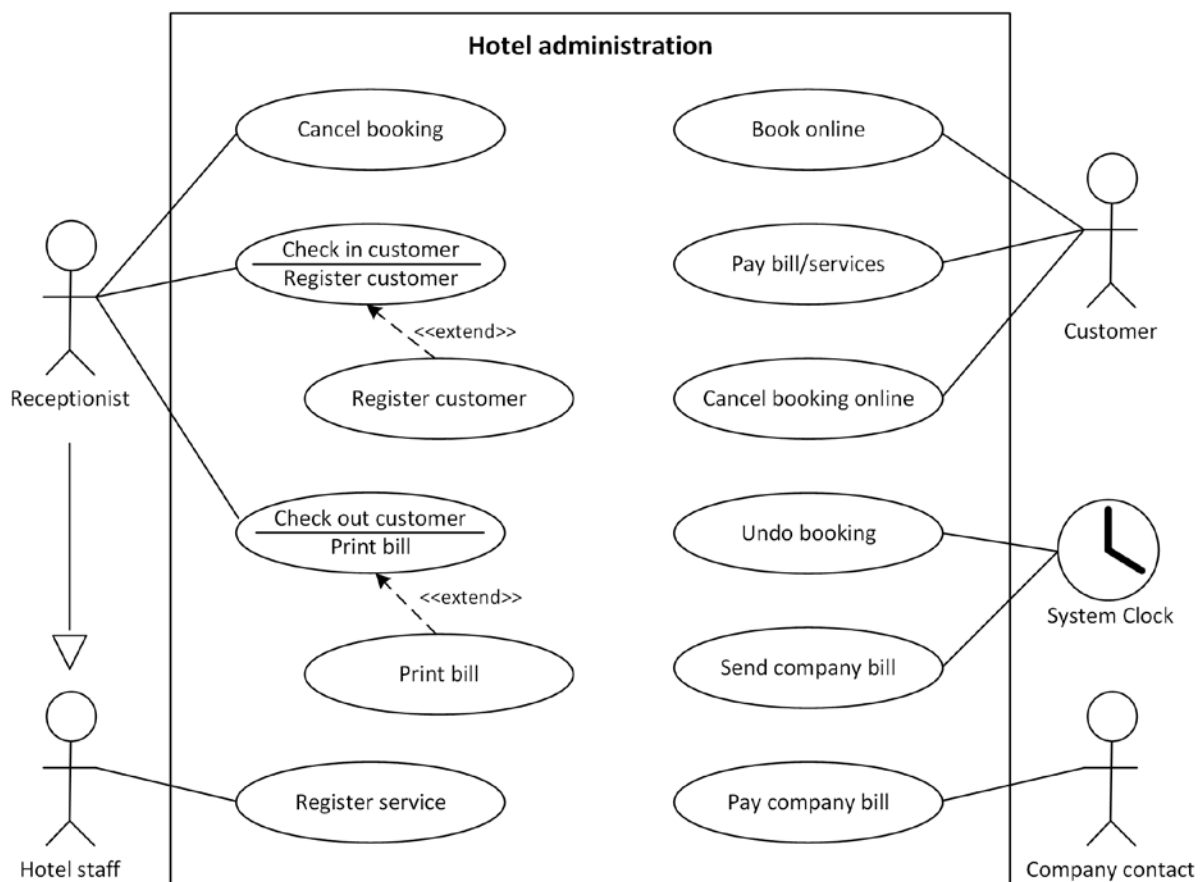 Hotel administration
Cancel booking
Book online
Check in customer
Register customer
Pay bill/services
<<extend>>
Customer
Receptionist
Register customer
Cancel booking online
Check out customer
Print bill
Undo booking
<<extend>>
System Clock
Print bill
Send company bill
Register service
Pay company bill
Hotel staff
Company contact